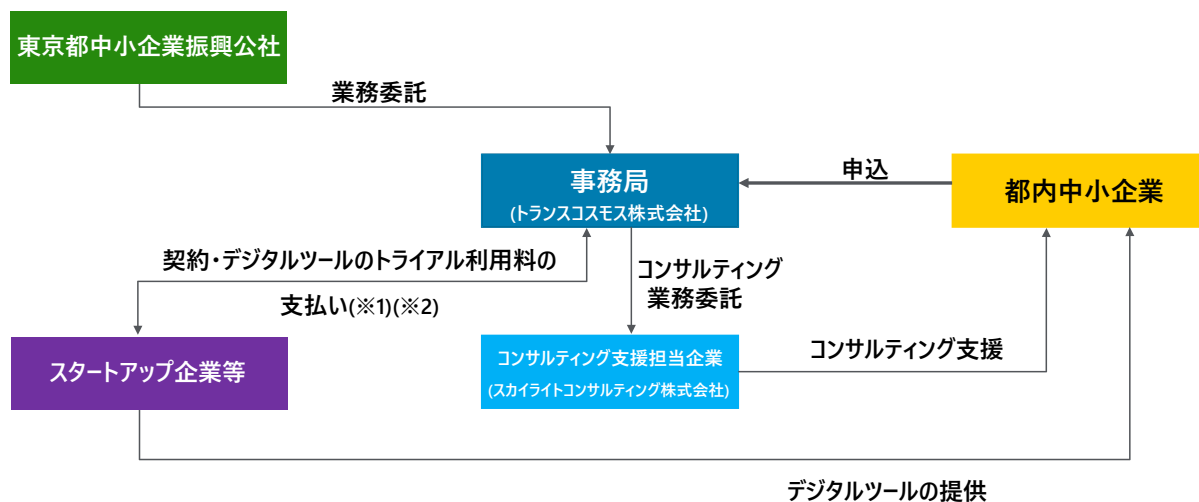 東京都中小企業振興公社
業務委託
事務局
(トランスコスモス株式会社)
申込
都内中小企業
契約・デジタルツールのトライアル利用料の
支払い(※1)(※2)
コンサルティング
業務委託
スタートアップ企業等
コンサルティング支援担当企業
(スカイライトコンサルティング株式会社)
コンサルティング支援
デジタルツールの提供